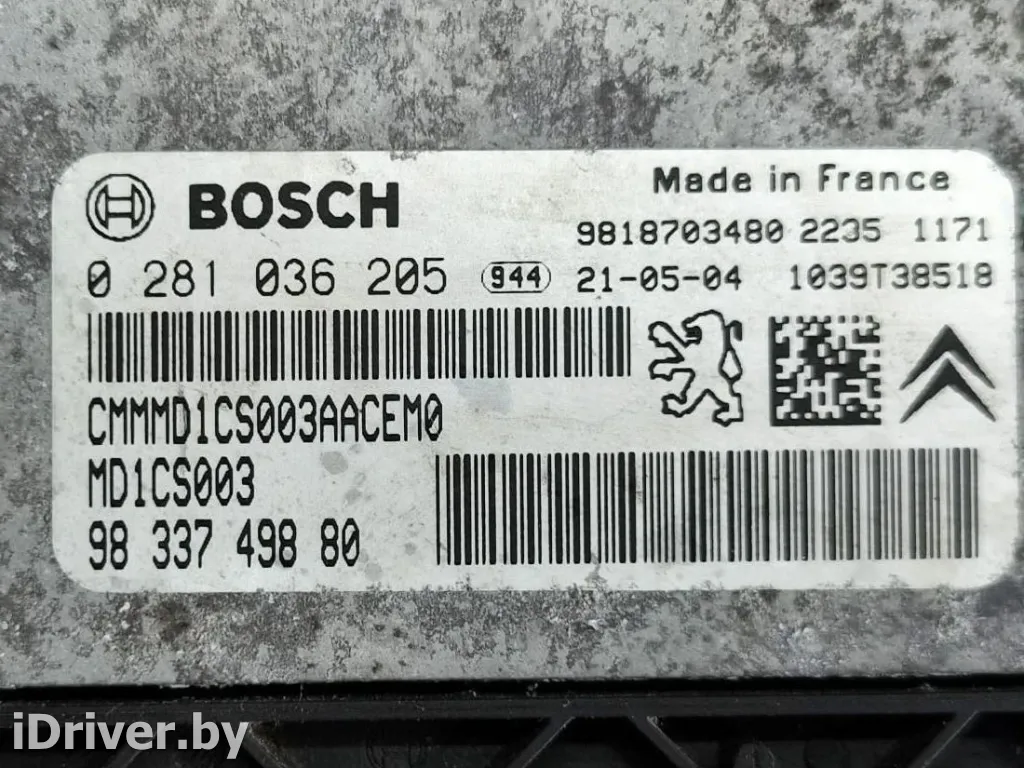 BOSCH
Made in France
9818703480 2235 1171
0 281 036 205 944 21-05-04 1039T38518
CMMMD1CS003AACEM0
MD1CS003
98 337 498 80
iDriver.by